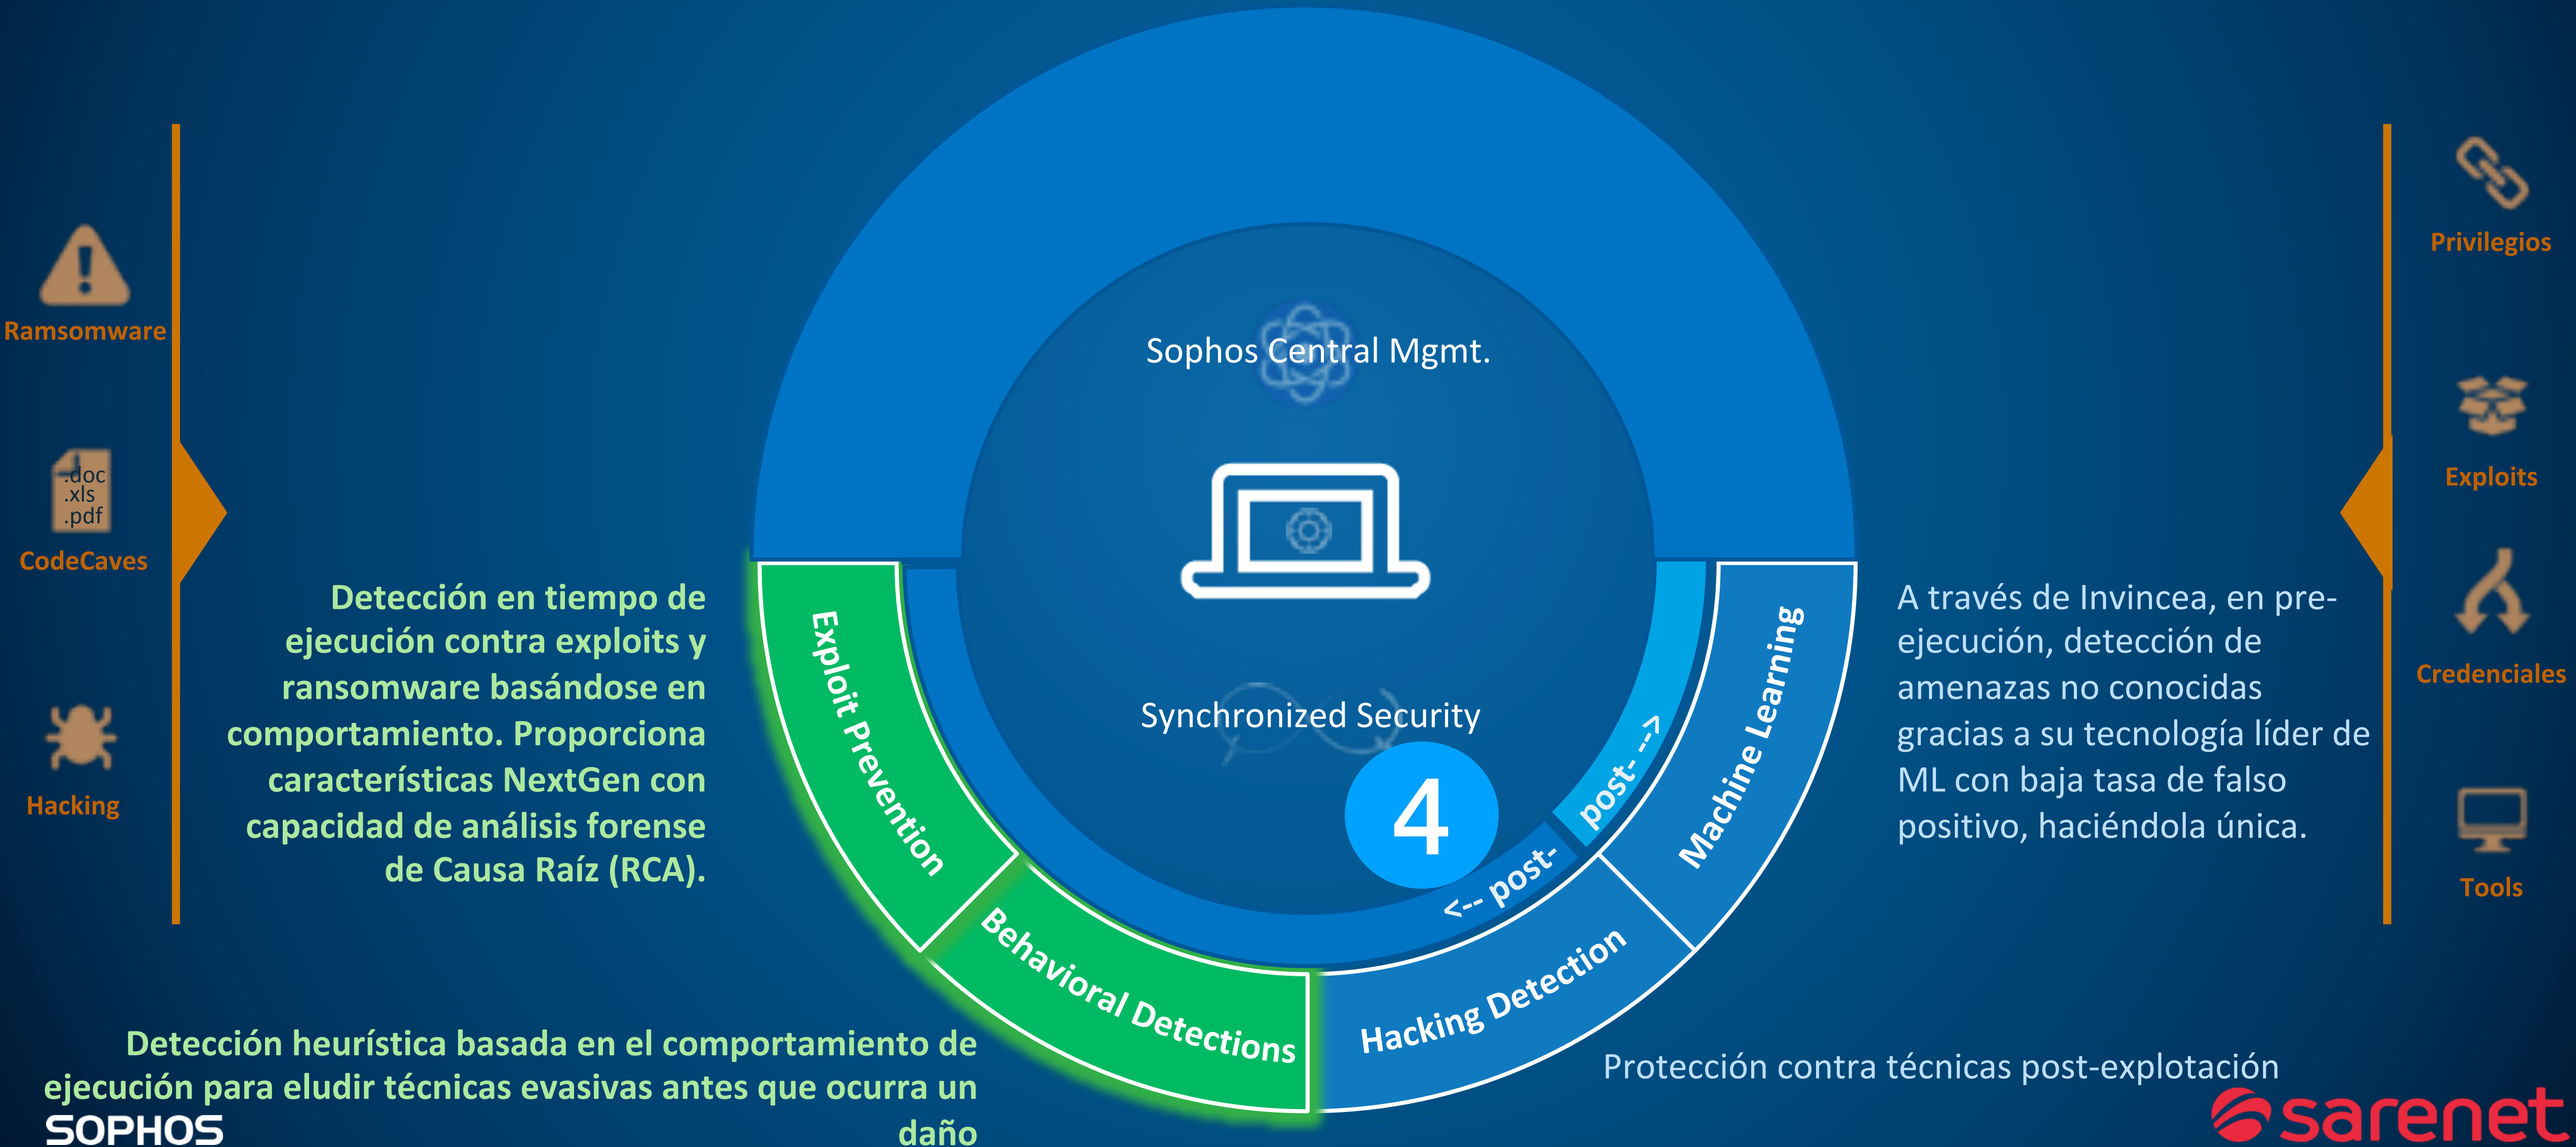 Ramsomware
.doc
.xls
.pdf
CodeCaves
Hacking
Detección en tiempo de
ejecución contra exploits y
ransomware basándose en
comportamiento. Proporciona
características NextGen con
capacidad de análisis forense
de Causa Raíz (RCA).
Detección heurística basada en el comportamiento de
ejecución para eludir técnicas evasivas antes que ocurra un
daño
SOPHOS
Sophos Central Mgmt.
Synchronized Security
4
Exploit Prevention
Behavioral Detections
Hacking Detection
Machine Learning
<-- post-
post- -->
A través de Invincea, en pre-
ejecución, detección de
amenazas no conocidas
gracias a su tecnología líder de
ML con baja tasa de falso
positivo, haciéndola única.
Protección contra técnicas post-explotación
Privilegios
Exploits
Credenciales
Tools
sarenet